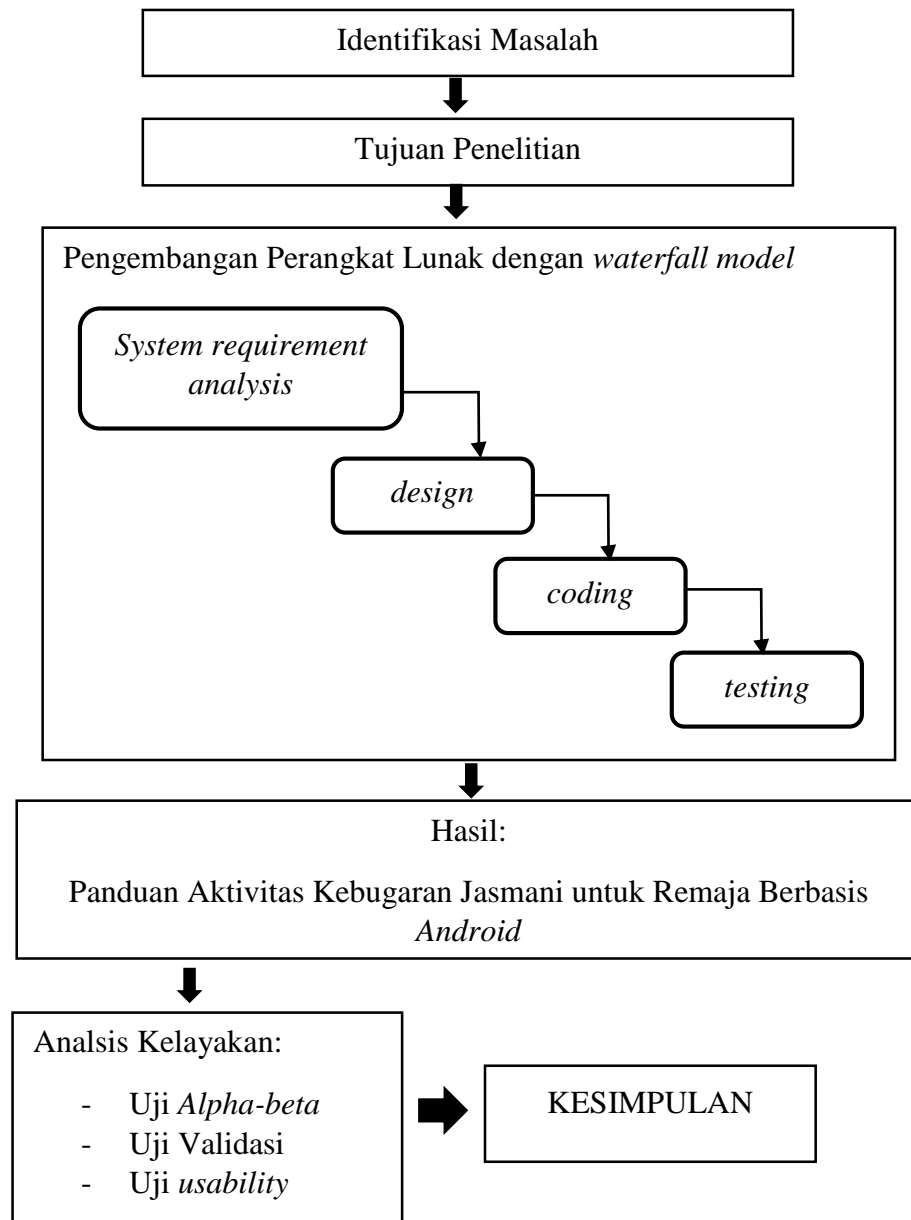 Identifikasi Masalah
Tujuan Penelitian
Pengembangan Perangkat Lunak dengan waterfall model
System requirement
analysis
design
coding
testing
Hasil:
Panduan Aktivitas Kebugaran Jasmani untuk Remaja Berbasis
Android
Analsis Kelayakan:
- Uji Alpha-beta
- Uji Validasi
- Uji usability
KESIMPULAN